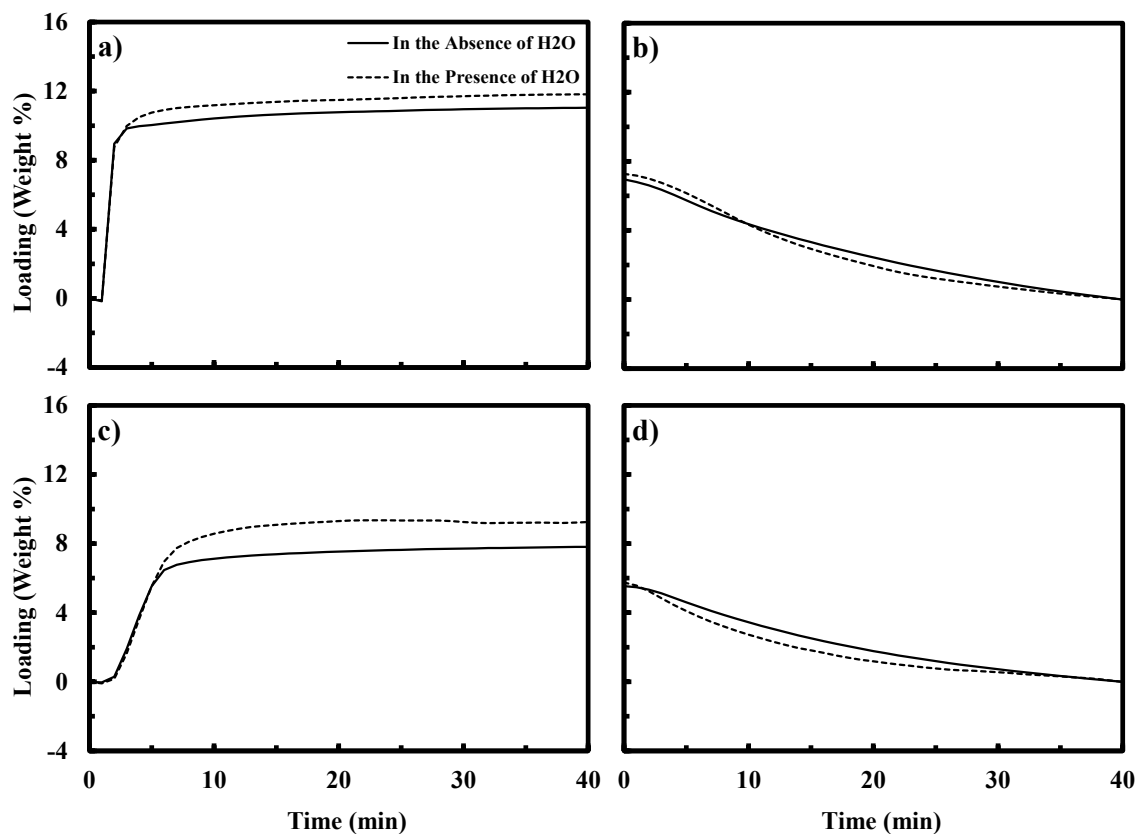 16
12
8
4
0
-4
Loading (Weight %)
a)
In the Absence of H2O
In the Presence of H2O
b)
16
12
8
4
0
-4
Loading (Weight %)
c)
d)
0 10 20 30 40
0 10 20 30 40
Time (min)
Time (min)